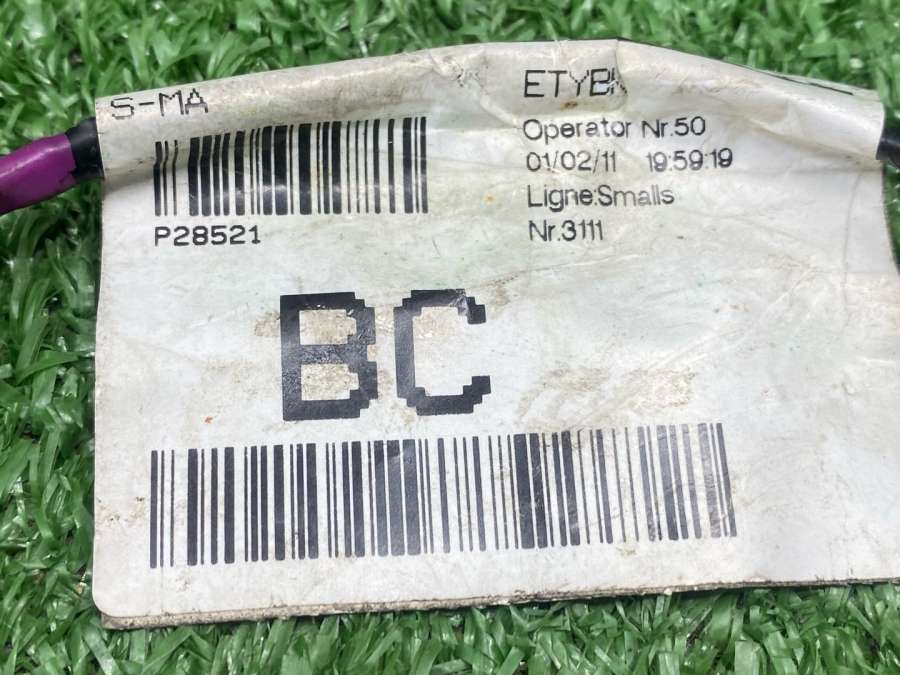 S-MA
ETYBK
Operator Nr.50
01/02/11 19:59:19
Ligne:Smalls
Nr.3111
P28521
BC